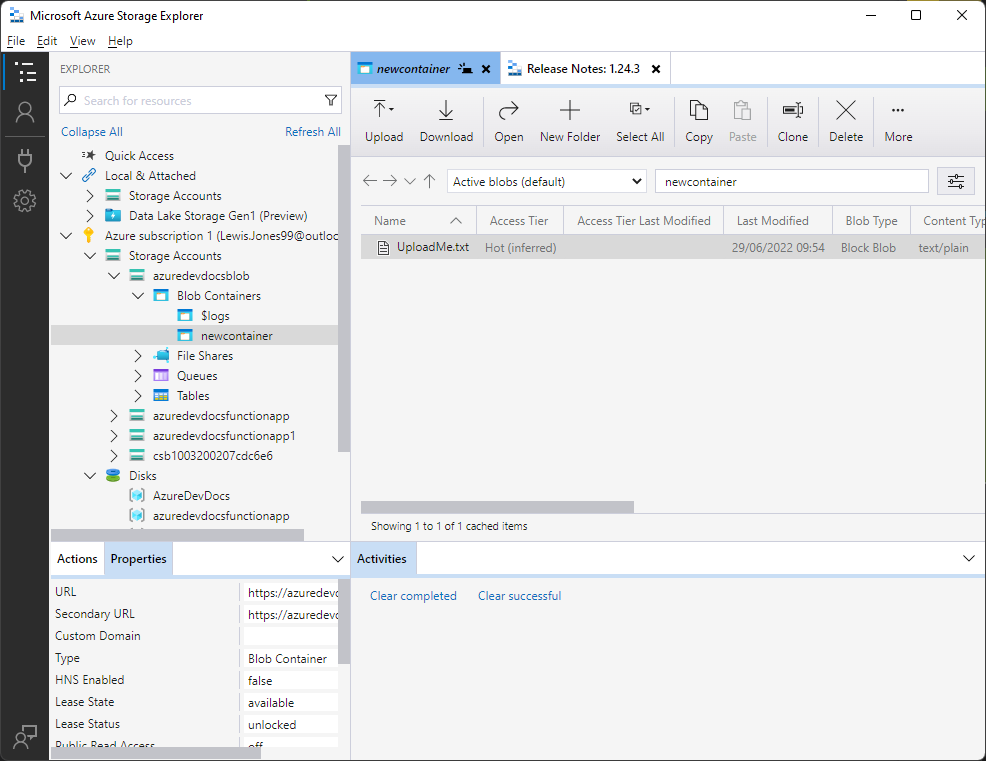 Microsoft Azure Storage Explorer
File Edit View Help
EXPLORER
Search for resources
Collapse All Refresh All
Quick Access
Local & Attached
Storage Accounts
Data Lake Storage Gen1 (Preview)
Azure subscription 1 (Lewis.Jones99@outloc
Storage Accounts
azuredevdocsblob
Blob Containers
$logs
newcontainer
File Shares
Queues
Tables
azuredevdocsfunctionapp
azuredevdocsfunctionapp1
csb1003200207cdc6e6
Disks
AzureDevDocs
azuredevdocsfunctionapp
Actions Properties
URL https://azuredevd
Secondary URL https://azuredevd
Custom Domain
Type Blob Container
HNS Enabled false
Lease State available
Lease Status unlocked
Public Read Access off
newcontainer Release Notes: 1.24.3
Upload Download Open New Folder Select All Copy Paste Clone Delete More
Active blobs (default) newcontainer
Name Access Tier Access Tier Last Modified Last Modified Blob Type Content Typ
UploadMe.txt Hot (inferred) 29/06/2022 09:54 Block Blob text/plain
Showing 1 to 1 of 1 cached items
Activities
Clear completed Clear successful